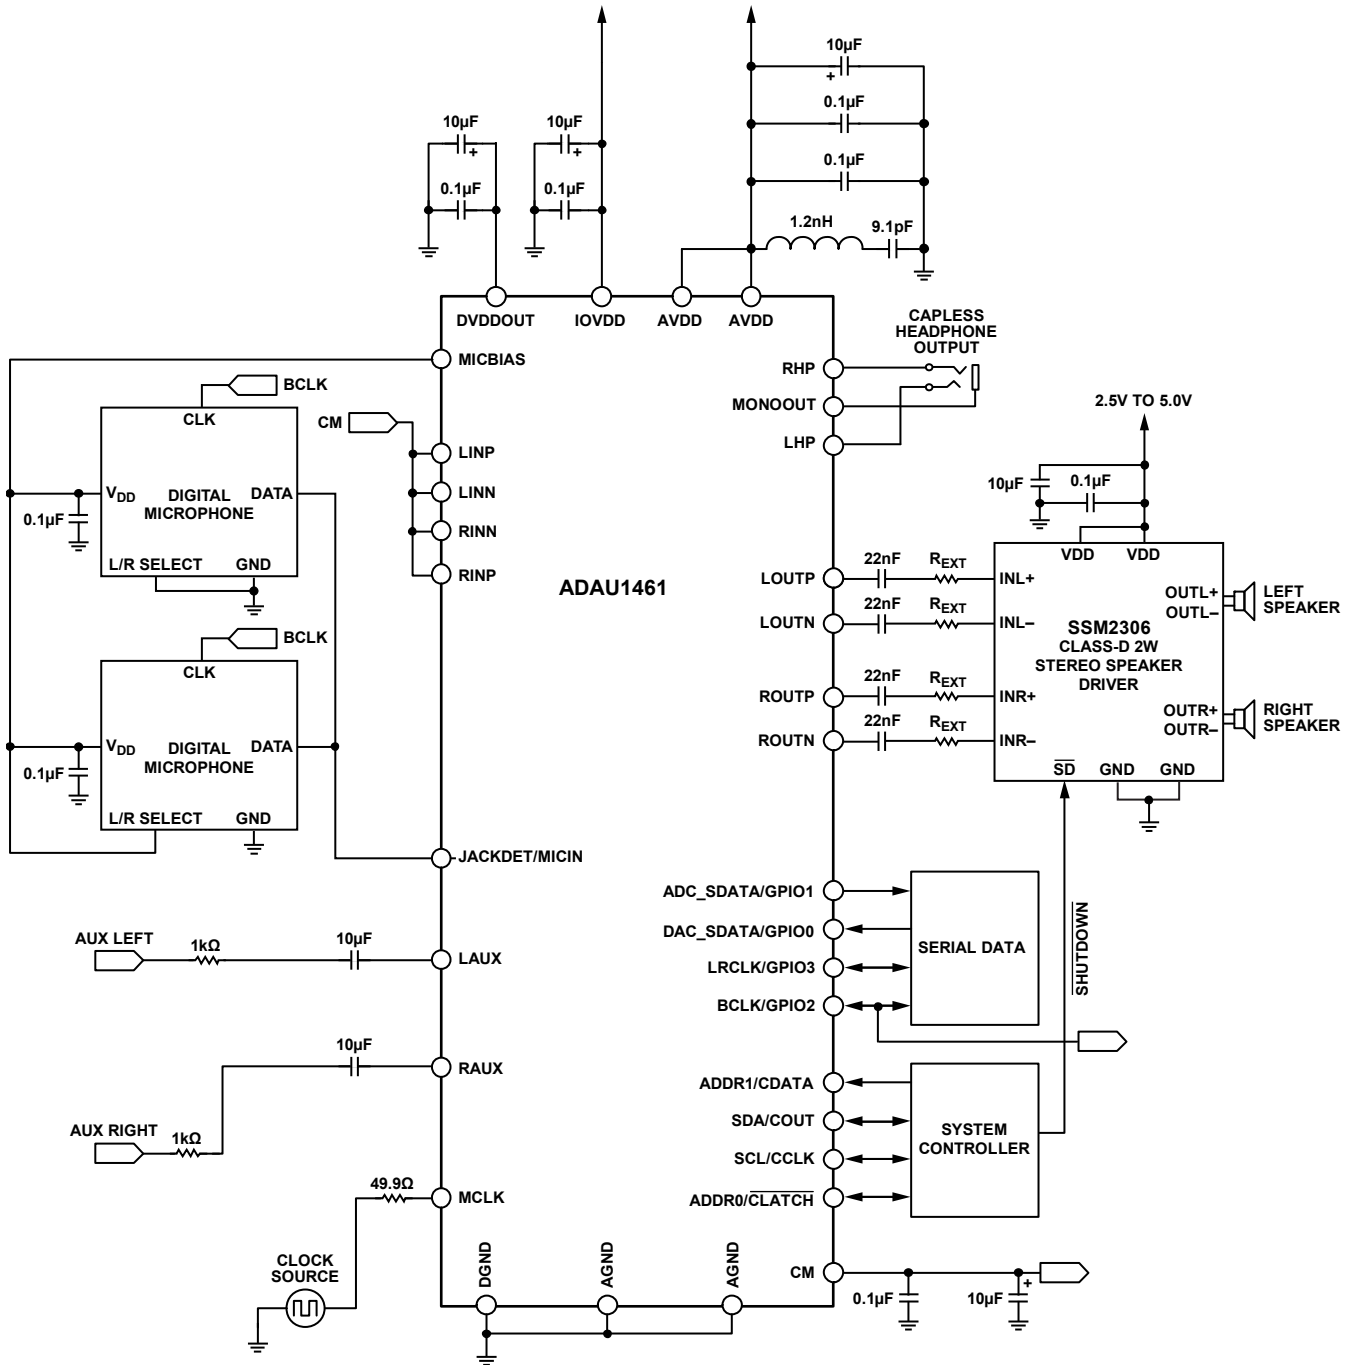 10µF
0.1µF
0.1µF
10µF
10µF
0.1µF
0.1µF
1.2nH
9.1pF
DVDDOUT
IOVDD
AVDD
AVDD
CAPLESS
HEADPHONE
OUTPUT
MICBIAS
BCLK
CLK
CM
LINP
LINN
RINN
RINP
VDD
DIGITAL
MICROPHONE
DATA
0.1µF
L/R SELECT
GND
BCLK
CLK
VDD
DIGITAL
MICROPHONE
DATA
0.1µF
L/R SELECT
GND
JACKDET/MICIN
AUX LEFT
1kΩ
10µF
LAUX
10µF
RAUX
AUX RIGHT
1kΩ
49.9Ω
MCLK
CLOCK
SOURCE
DGND
AGND
AGND
ADAU1461
RHP
MONOOUT
LHP
2.5V TO 5.0V
10µF
0.1µF
VDD
VDD
LOUTP
22nF
REXT
INL+
LOUTN
22nF
REXT
INL–
ROUTP
22nF
REXT
INR+
ROUTN
22nF
REXT
INR–
SSM2306
CLASS-D 2W
STEREO SPEAKER
DRIVER
OUTL+
OUTL–
LEFT
SPEAKER
OUTR+
OUTR–
RIGHT
SPEAKER
SD
GND
GND
SHUTDOWN
ADC_SDATA/GPIO1
DAC_SDATA/GPIO0
LRCLK/GPIO3
BCLK/GPIO2
SERIAL DATA
ADDR1/CDATA
SDA/COUT
SCL/CCLK
ADDR0/CLATCH
SYSTEM
CONTROLLER
CM
0.1µF
10µF